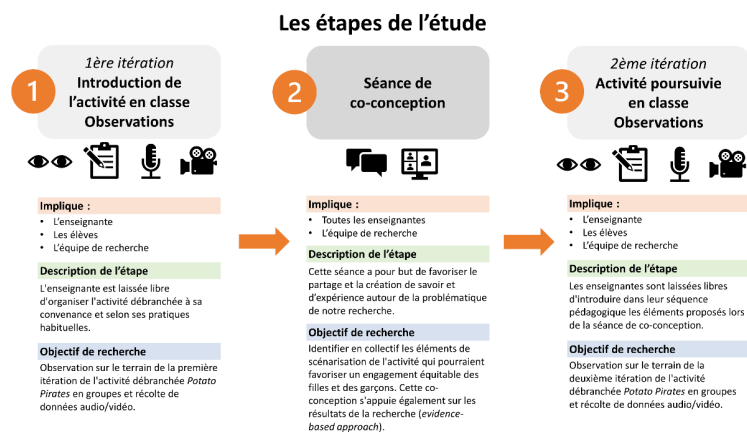 Les étapes de l'étude
1
1ère itération
Introduction de
l'activité en classe
Observations
Implique :
• L'enseignante
• Les élèves
• L'équipe de recherche
Description de l'étape
L'enseignante est laissée libre
d'organiser l'activité débranchée à sa
convenance et selon ses pratiques
habituelles.
Objectif de recherche
Observation sur le terrain de la première
itération de l'activité débranchée Potato
Pirates en groupes et récolte de
données audio/vidéo.
2
Séance de
co-conception
Implique :
• Toutes les enseignantes
• L'équipe de recherche
Description de l'étape
Cette séance a pour but de favoriser le
partage et la création de savoir et
d'expérience autour de la problématique
de notre recherche.
Objectif de recherche
Identifier en collectif les éléments de
scénarisation de l'activité qui pourraient
favoriser un engagement équitable des
filles et des garçons. Cette co-
conception s'appuie également sur les
résultats de la recherche (evidence-
based approach).
3
2ème itération
Activité poursuivie
en classe
Observations
Implique :
• L'enseignante
• Les élèves
• L'équipe de recherche
Description de l'étape
Les enseignantes sont laissées libres
d'introduire dans leur séquence
pédagogique les éléments proposés lors
de la séance de co-conception.
Objectif de recherche
Observation sur le terrain de la
deuxième itération de l'activité
débranchée Potato Pirates en groupes
et récolte de données audio/vidéo.